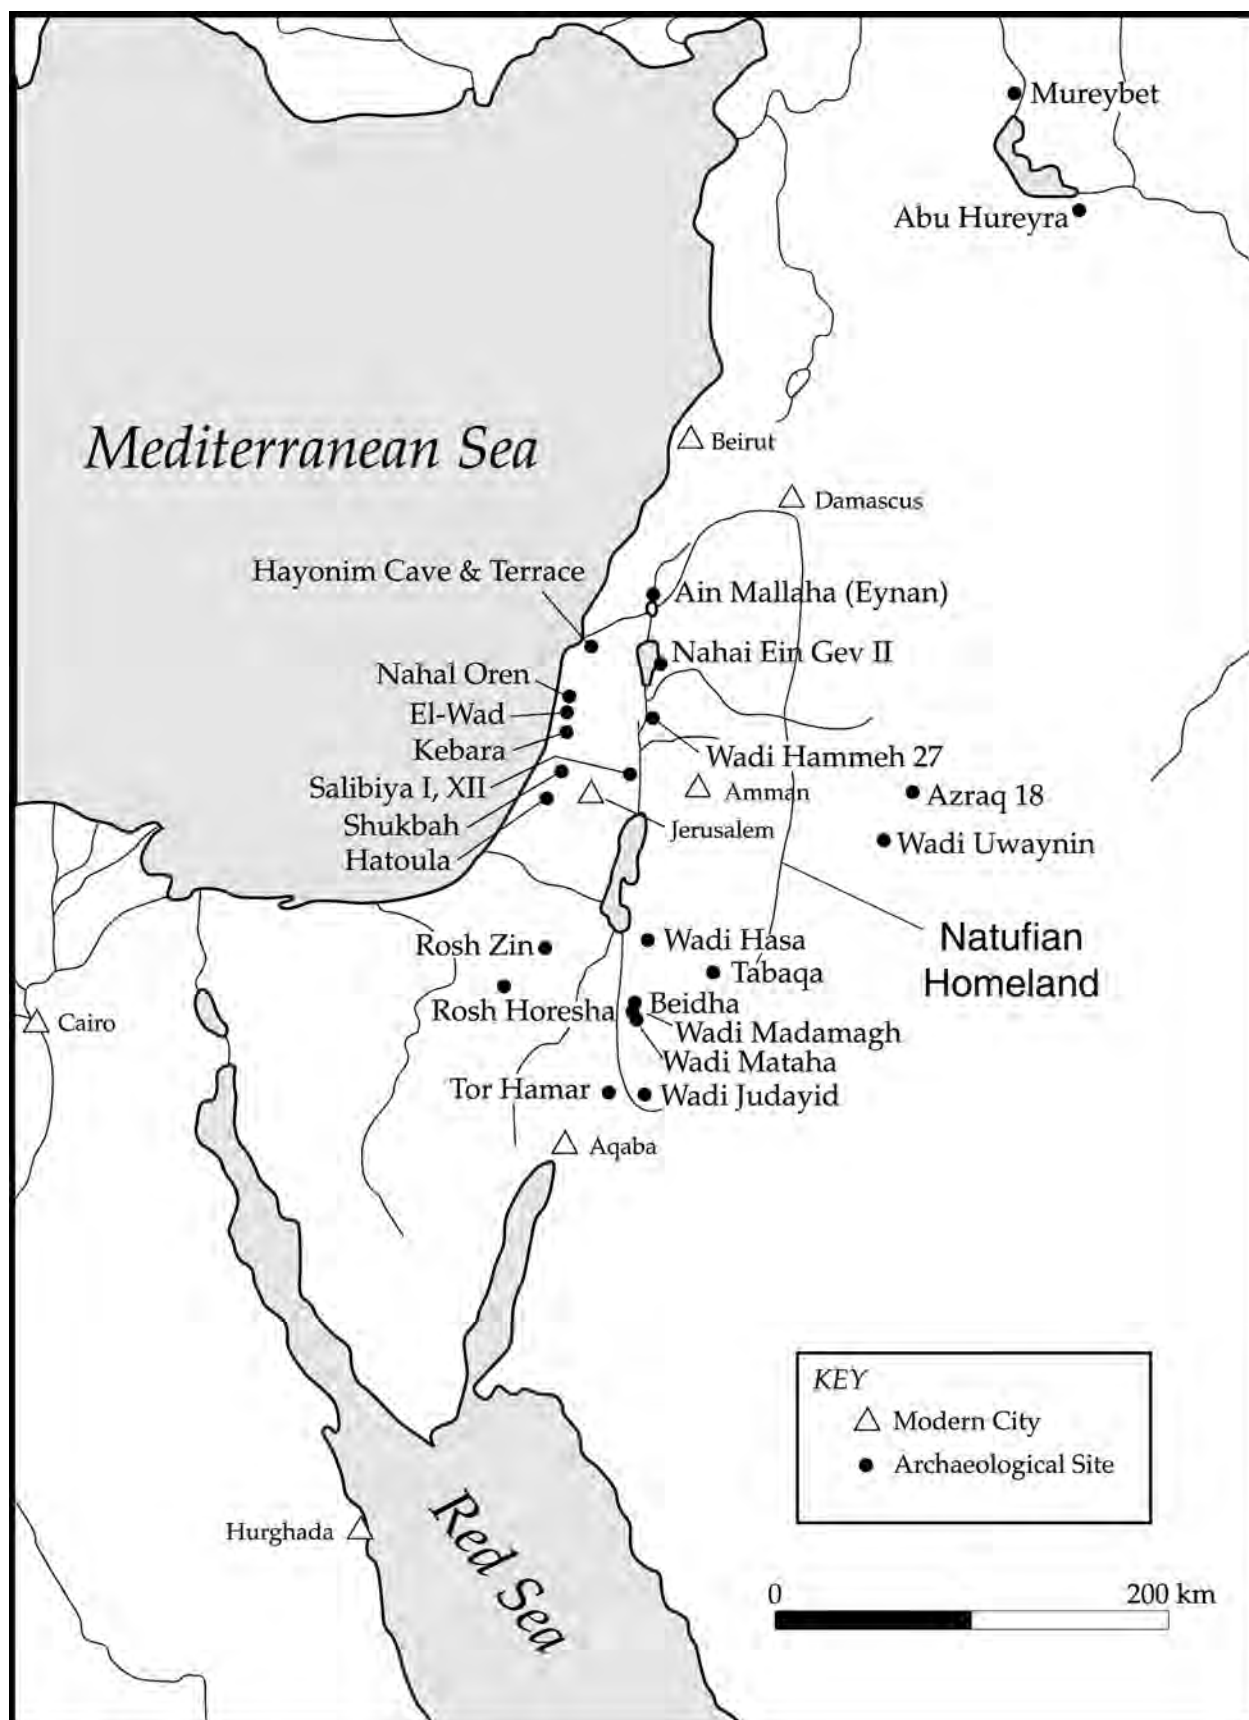 Mureybet
Abu Hureyra
Mediterranean Sea
Beirut
Damascus
Hayonim Cave & Terrace
Ain Mallaha (Eynan)
Nahai Ein Gev II
Nahal Oren
El-Wad
Kebara
Wadi Hammeh 27
Salibiya I, XII
Amman
Azraq 18
Shukbah
Jerusalem
Hatoula
Wadi Uwaynin
Natufian
Homeland
Rosh Zin
Wadi Hasa
Tabaqa
Rosh Horesha
Beidha
Cairo
Wadi Madamagh
Wadi Mataha
Tor Hamar
Wadi Judayid
Aqaba
KEY
Modern City
Archaeological Site
Hurghada
Red Sea
0 200 km